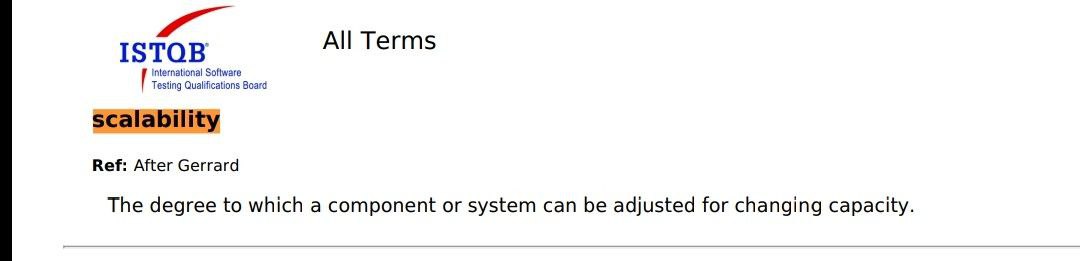 ISTQB®
All Terms
International Software
Testing Qualifications Board
scalability
Ref: After Gerrard
The degree to which a component or system can be adjusted for changing capacity.